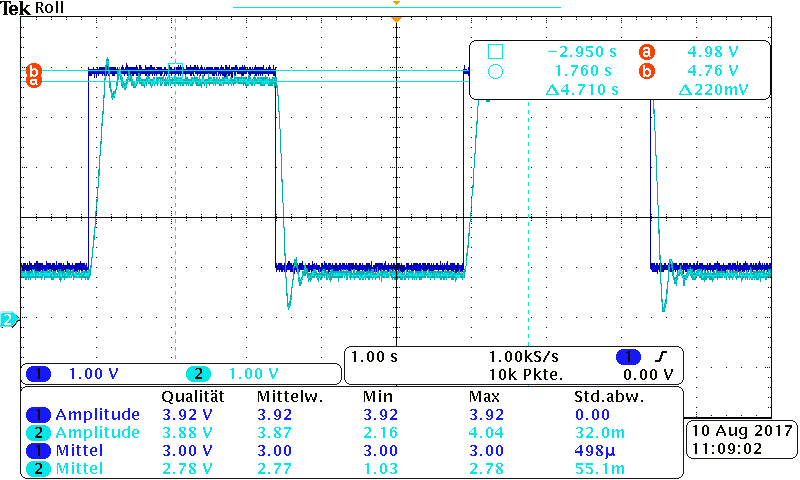 Tek Roll
−2.950 s a 4.98 V
1.760 s b 4.76 V
Δ4.710 s Δ220mV
b
a
2
1 1.00 V 2 1.00 V
1.00 s 1.00kS/s 1
10k Pkte. 0.00 V
Qualität Mittelw. Min Max Std.abw.
1 Amplitude 3.92 V 3.92 3.92 3.92 0.00
2 Amplitude 3.88 V 3.87 2.16 4.04 32.0m
1 Mittel 3.00 V 3.00 3.00 3.00 498µ
2 Mittel 2.78 V 2.77 1.03 2.78 55.1m
10 Aug 2017
11:09:02